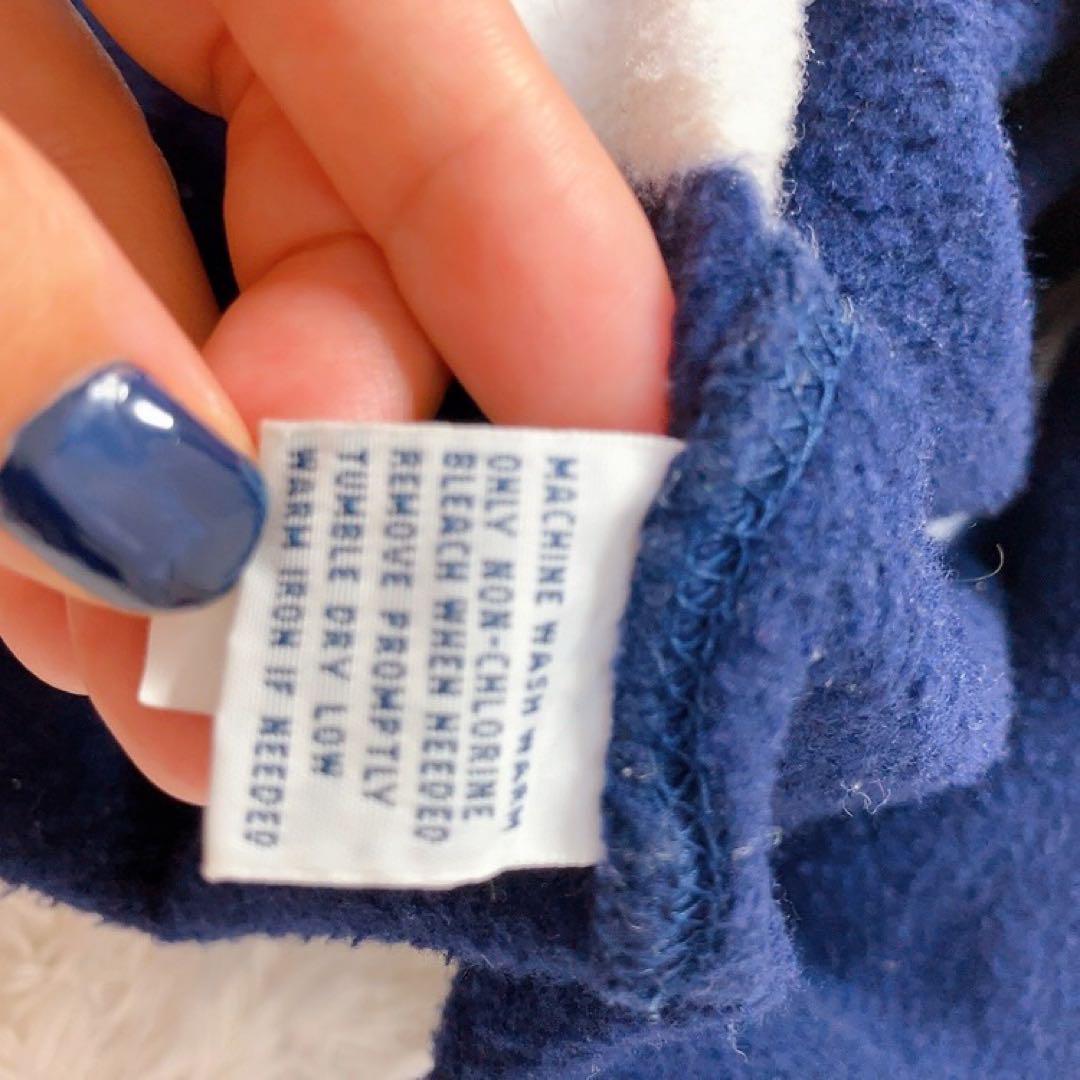 MACHINE WASH WARM
ONLY NON-CHLORINE
BLEACH WHEN NEEDED
REMOVE PROMPTLY
TUMBLE DRY LOW
WARM IRON IF NEEDED